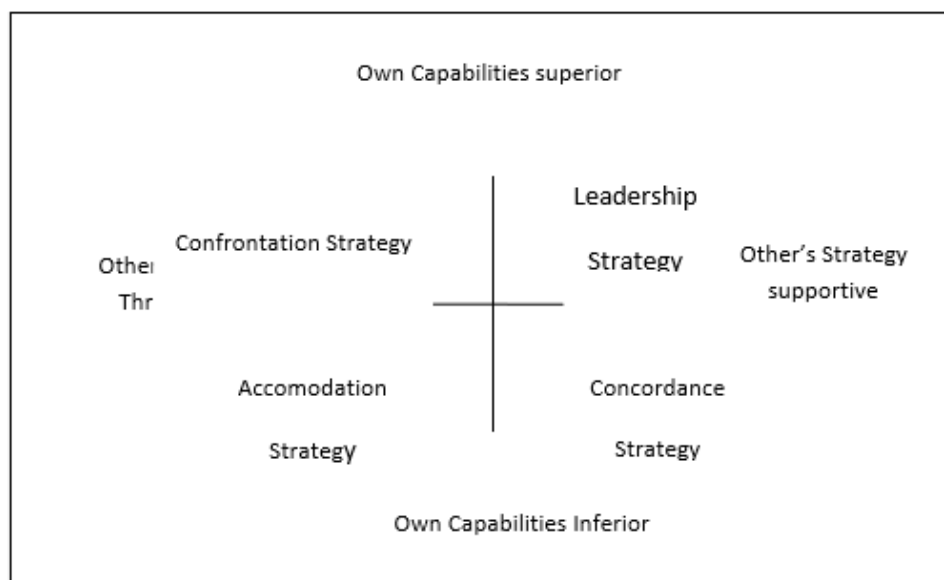 Own Capabilities superior
Leadership
Confrontation Strategy
Strategy
Other's Strategy
supportive
Accomodation
Concordance
Strategy
Strategy
Own Capabilities Inferior